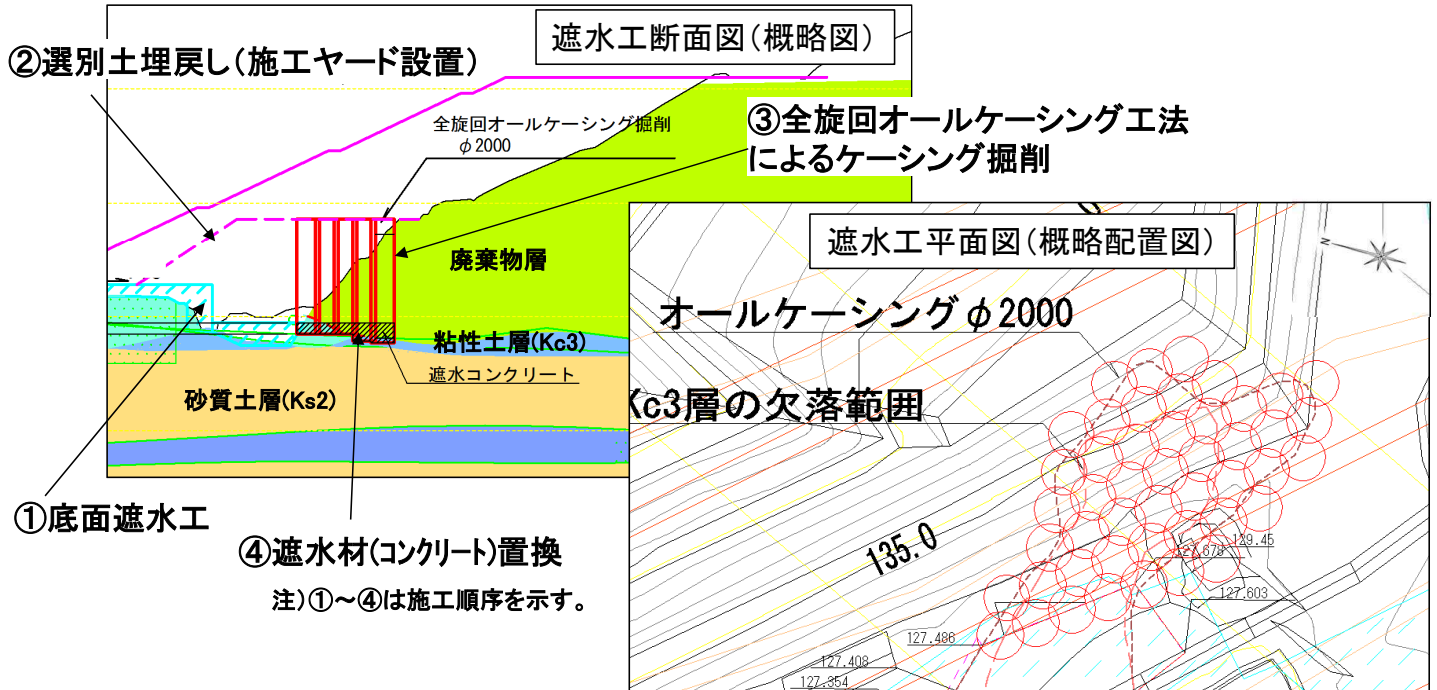 遮水工断面図(概略図)
②選別土埋戻し(施工ヤード設置)
全旋回オールケーシング掘削
φ2000
③全旋回オールケーシング工法
によるケーシング掘削
廃棄物層
粘性土層(Kc3)
遮水コンクリート
砂質土層(Ks2)
①底面遮水工
④遮水材(コンクリート)置換
注)①~④は施工順序を示す。
遮水工平面図(概略配置図)
N
オールケーシングφ2000
Kc3層の欠落範囲
135.0
129.45
127.678
127.603
127.486
127.408
127.354